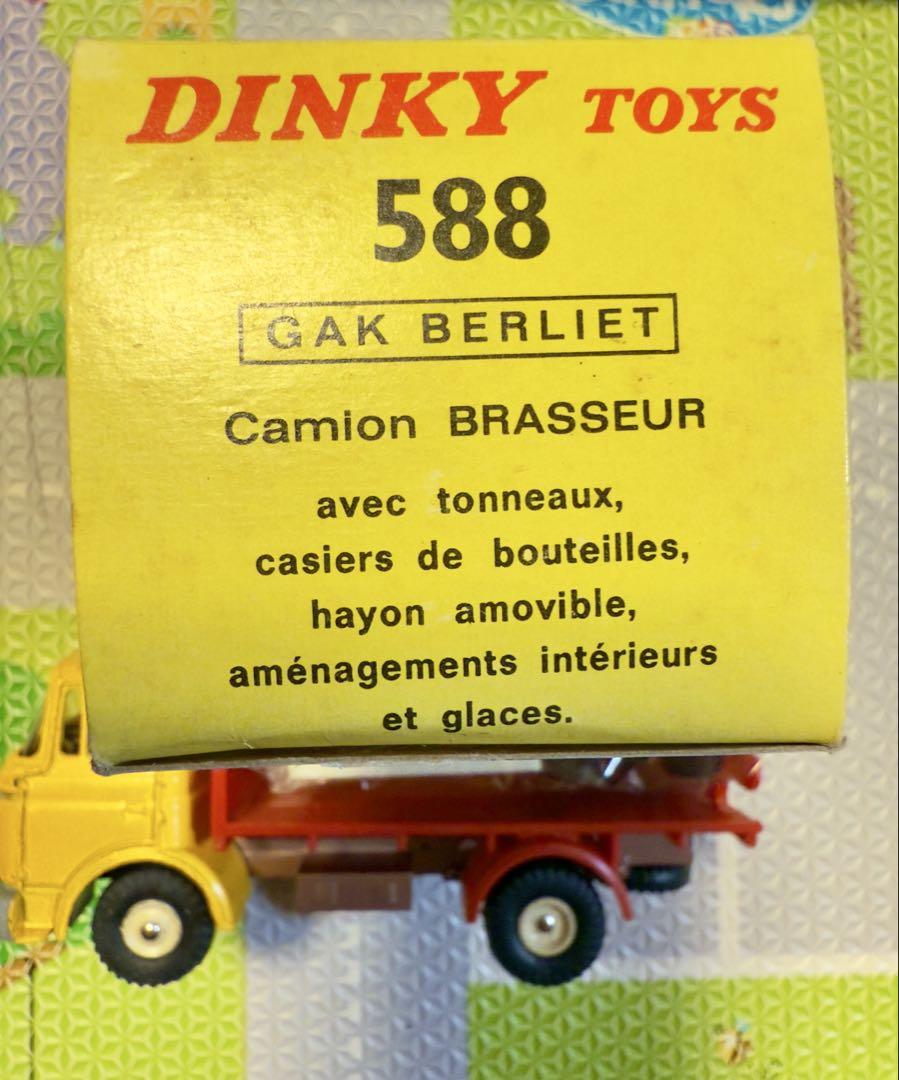 DINKY TOYS
588
GAK BERLIET
Camion BRASSEUR
avec tonneaux,
casiers de bouteilles,
hayon amovible,
aménagements intérieurs
et glaces.